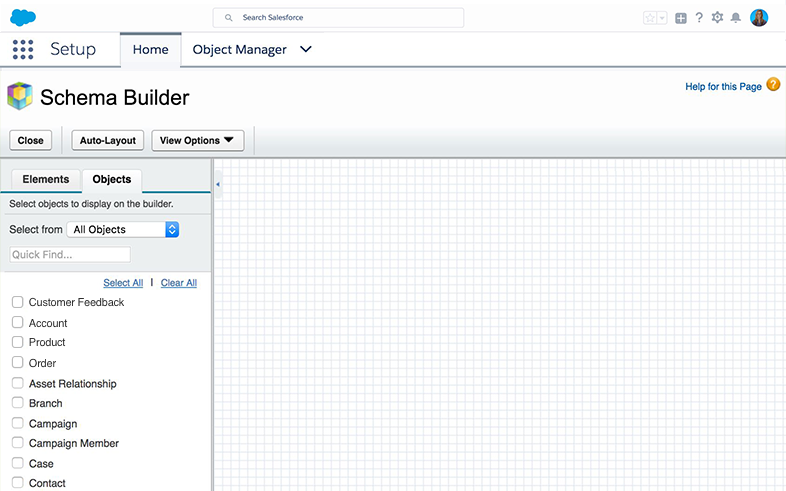 Search Salesforce
Setup Home Object Manager
Schema Builder
Help for this Page ?
Close Auto-Layout View Options
Elements Objects
Select objects to display on the builder.
Select from All Objects
Quick Find...
Select All | Clear All
Customer Feedback
Account
Product
Order
Asset Relationship
Branch
Campaign
Campaign Member
Case
Contact